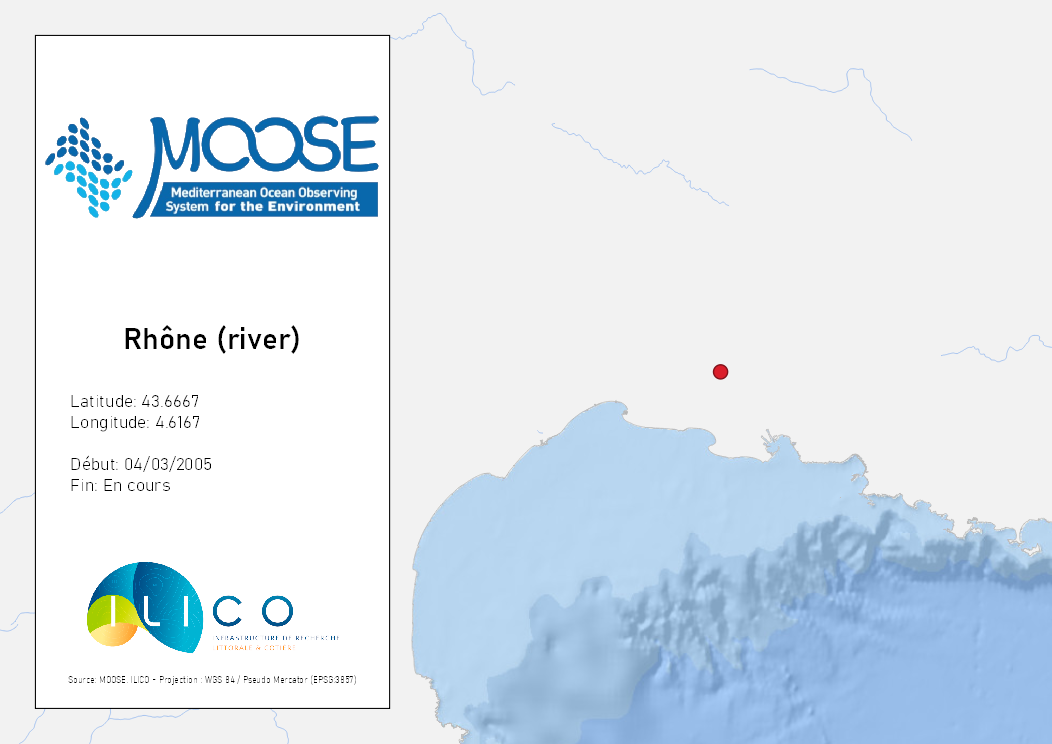 MOOSE
Mediterranean Ocean Observing
System for the Environment
Rhône (river)
Latitude: 43.6667
Longitude: 4.6167
Début: 04/03/2005
Fin: En cours
ILICO
INFRASTRUCTURE DE RECHERCHE
LITTORALE & CÔTIÈRE
Source: MOOSE, ILICO - Projection : WGS 84 / Pseudo Mercator (EPSG:3857)